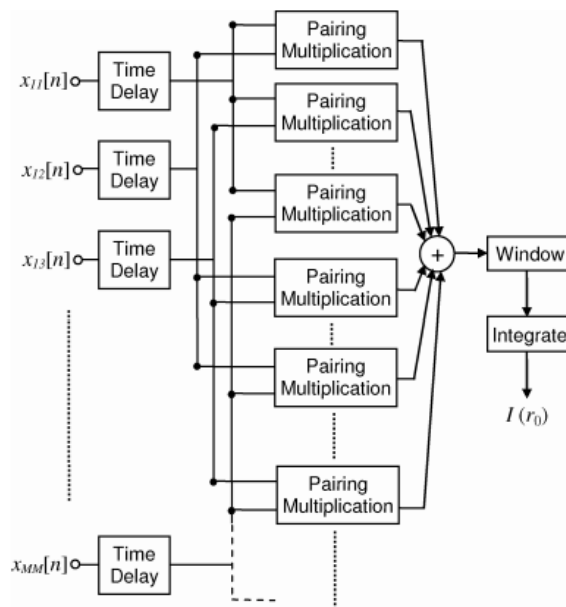 Pairing
Multiplication
x11[n]
Time
Delay
Pairing
Multiplication
x12[n]
Time
Delay
Pairing
Multiplication
x13[n]
Time
Delay
+
Window
Pairing
Multiplication
Integrate
Pairing
Multiplication
I (r0)
Pairing
Multiplication
xMM[n]
Time
Delay